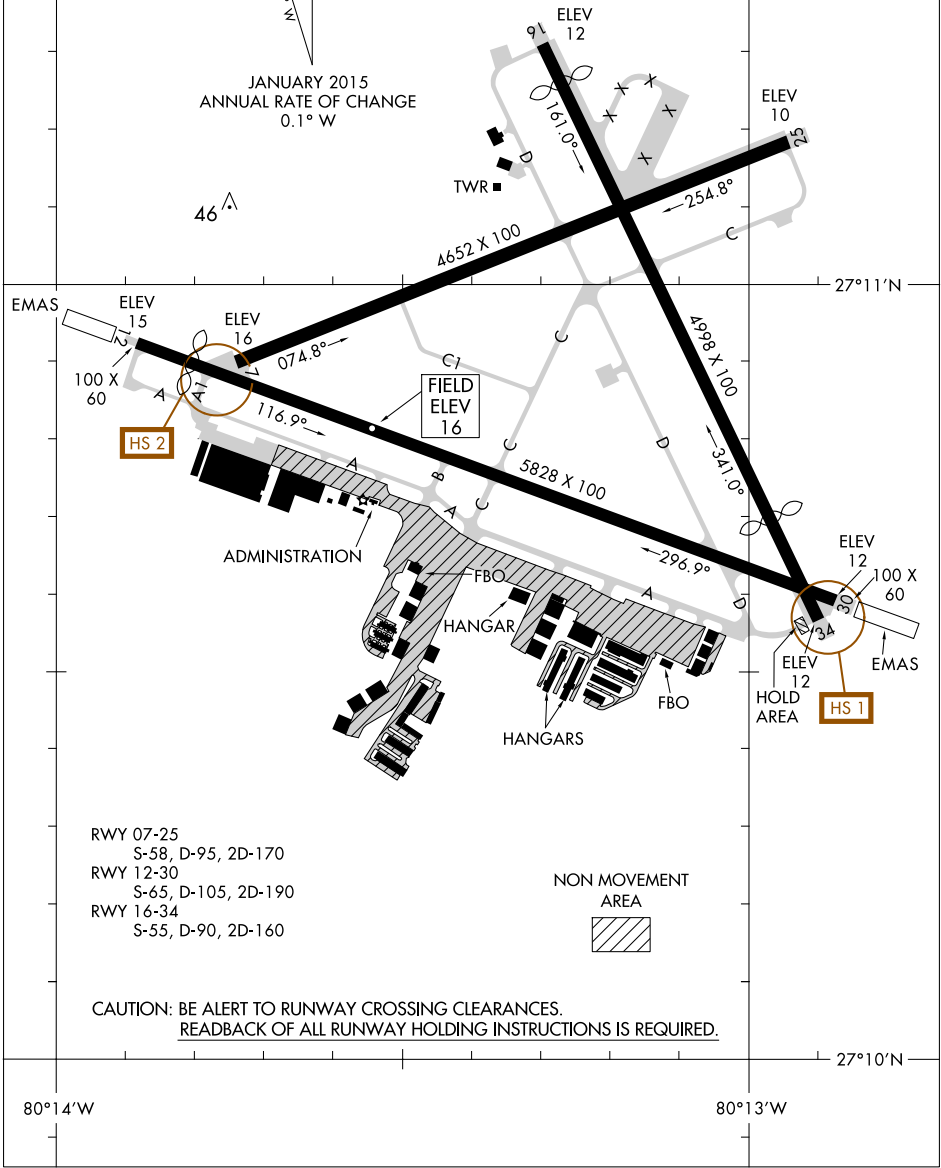 ° W
JANUARY 2015
ANNUAL RATE OF CHANGE
0.1° W
16
ELEV
12
161.0°
ELEV
10
25
D
TWR
254.8°
46
C
4652 X 100
27°11'N
EMAS
ELEV
15
12
ELEV
16
7
074.8°
C
4998 X 100
100 X
60
A
A1
C1
FIELD
ELEV
16
116.9°
HS 2
D
C
341.0°
A
B
5828 X 100
A
C
ADMINISTRATION
296.9°
ELEV
12
100 X
60
FBO
A
D
30
HANGAR
34
ELEV
12
EMAS
HOLD
AREA
FBO
HS 1
HANGARS
RWY 07-25
S-58, D-95, 2D-170
RWY 12-30
S-65, D-105, 2D-190
RWY 16-34
S-55, D-90, 2D-160
NON MOVEMENT
AREA
CAUTION: BE ALERT TO RUNWAY CROSSING CLEARANCES.
READBACK OF ALL RUNWAY HOLDING INSTRUCTIONS IS REQUIRED.
27°10'N
80°14'W
80°13'W